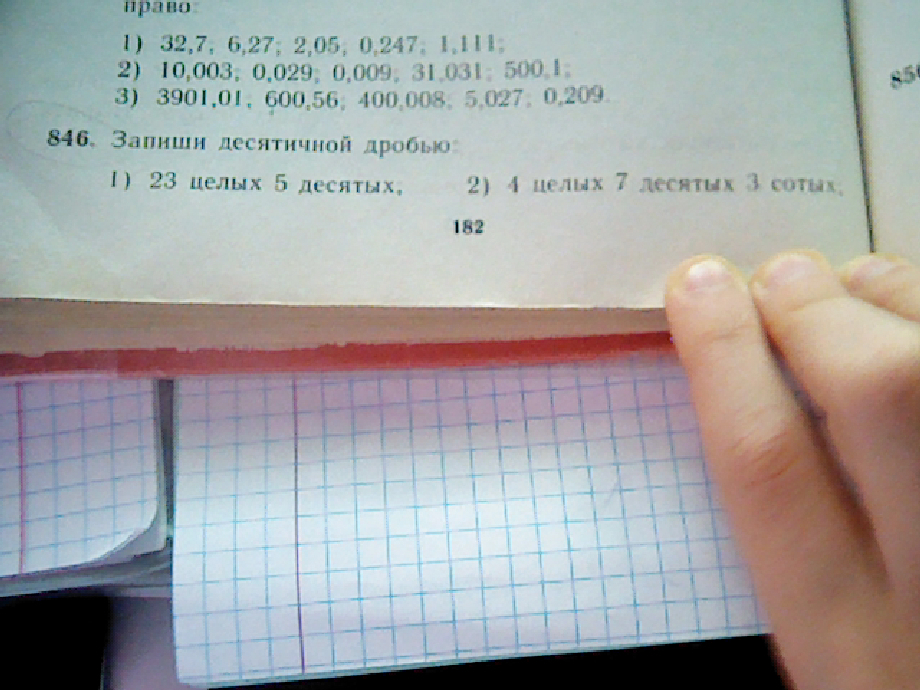 право:
1) 32,7; 6,27; 2,05; 0,247; 1,111;
2) 10,003; 0,029; 0,009; 31,031; 500,1;
3) 3901,01; 600,56; 400,008; 5,027; 0,209.
846. Запиши десятичной дробью:
1) 23 целых 5 десятых; 2) 4 целых 7 десятых 3 сотых;
182